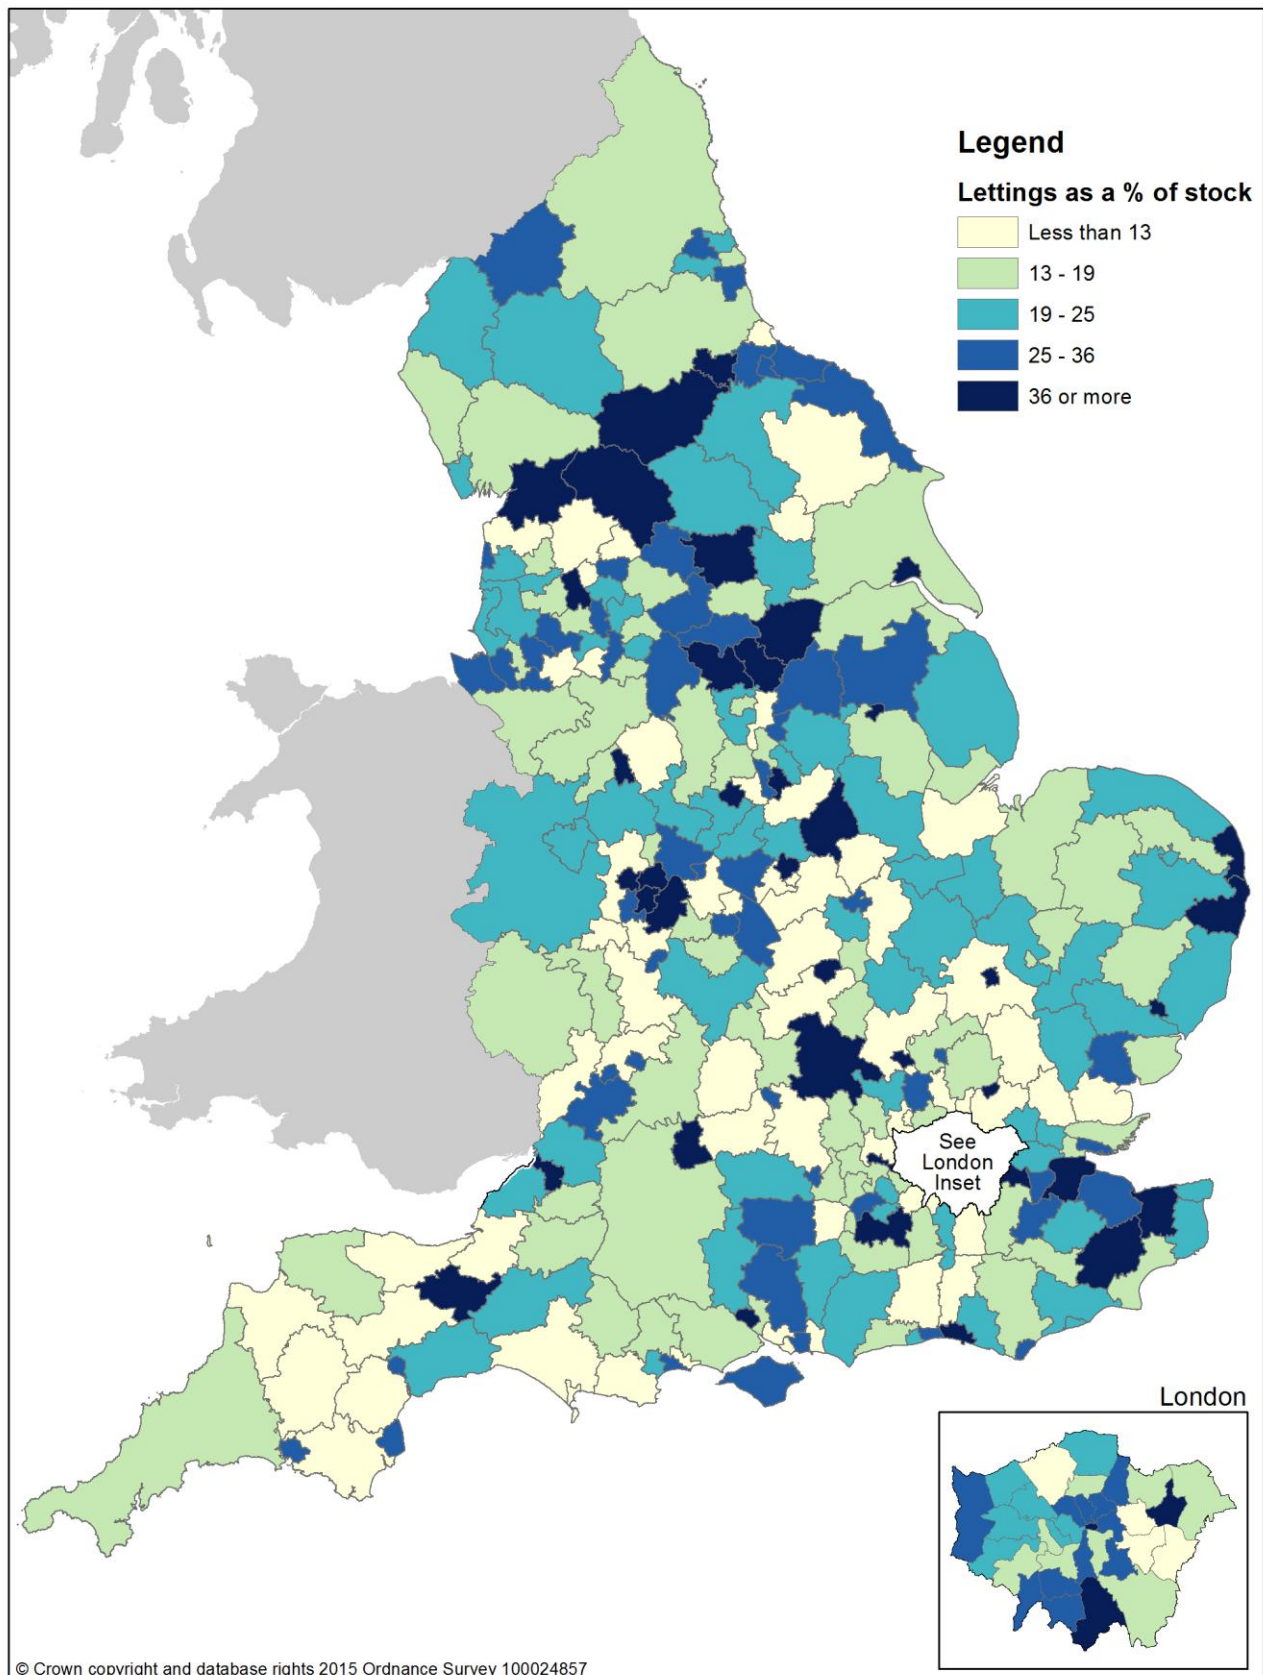 Legend
Lettings as a % of stock
Less than 13
13 - 19
19 - 25
25 - 36
36 or more
See
London
Inset
London
© Crown copyright and database rights 2015 Ordnance Survey 100024857